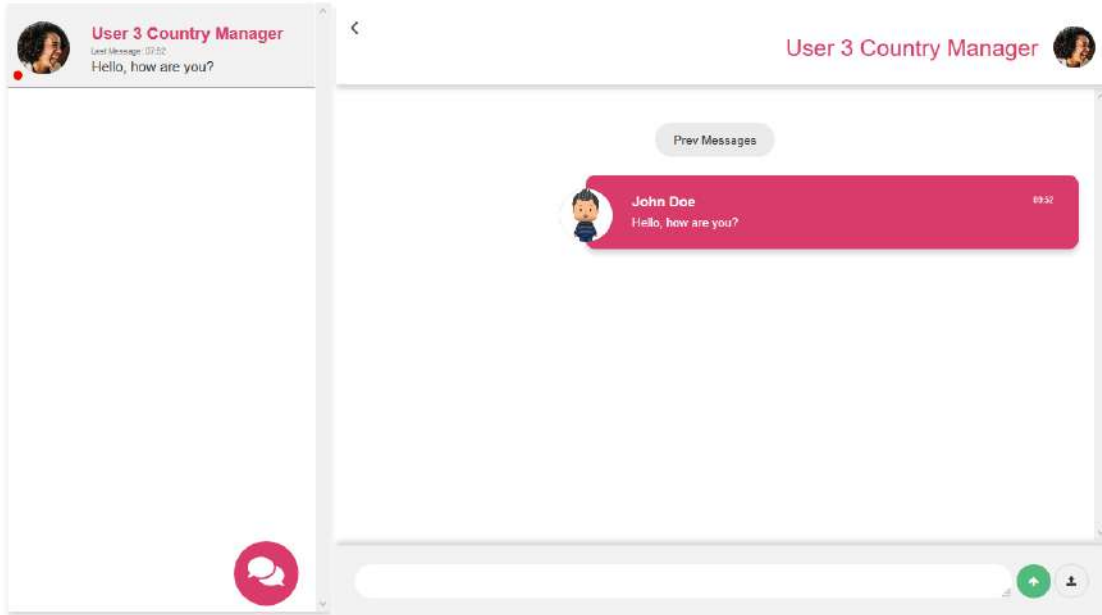 User 3 Country Manager
Last Message: 07:52
Hello, how are you?
User 3 Country Manager
Prev Messages
John Doe
09:52
Hello, how are you?